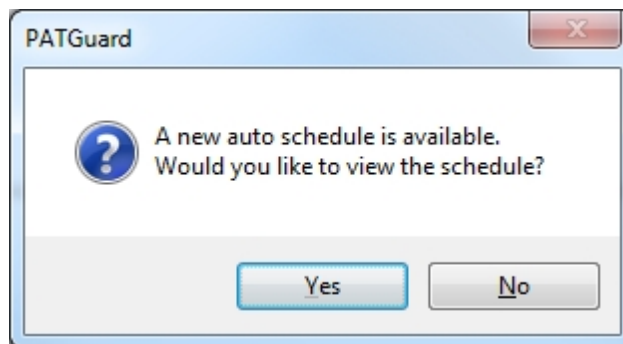 PATGuard
A new auto schedule is available.
Would you like to view the schedule?
Yes
No